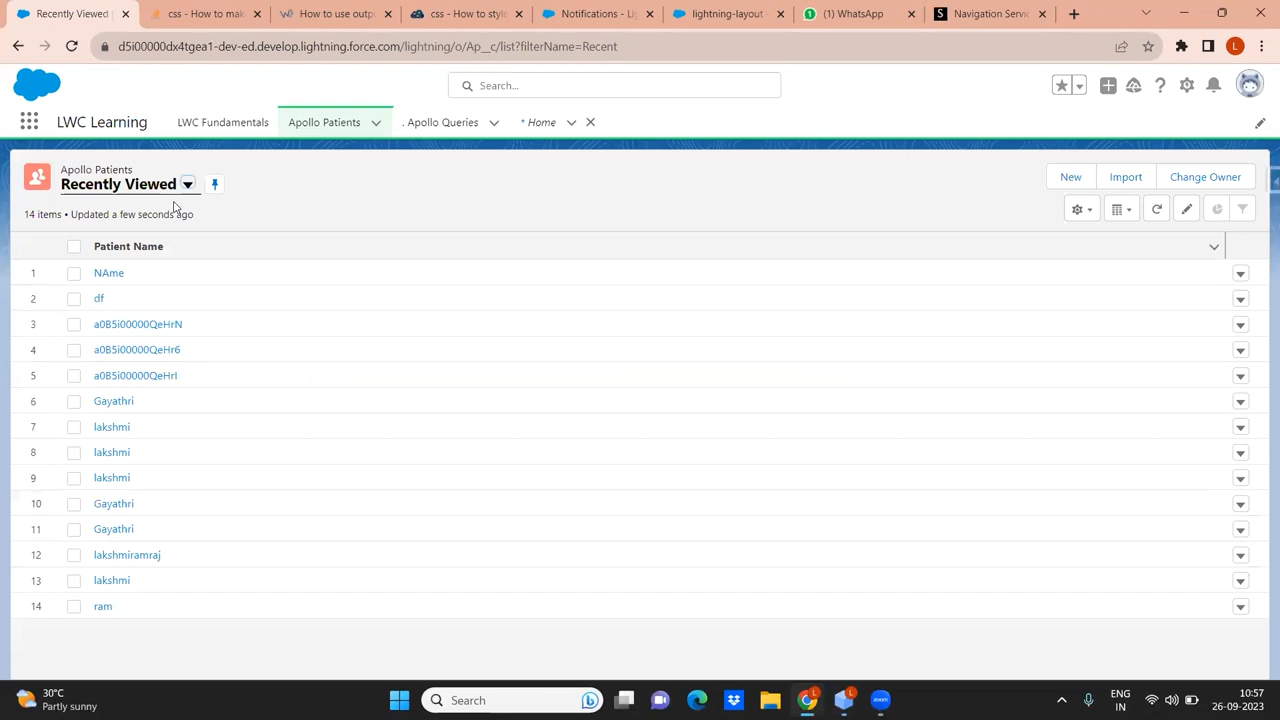 Recently Viewed
css - How to mak
How to use outp
css - How to style
Notifications - Li
lightning-layout
(1) WhatsApp
Navigation Servi
d5i00000dx4tgea1-dev-ed.develop.lightning.force.com/lightning/o/Ap__c/list?filterName=Recent
L
Search...
LWC Learning
LWC Fundamentals
Apollo Patients
. Apollo Queries
* Home
Apollo Patients
Recently Viewed
New
Import
Change Owner
14 items • Updated a few seconds ago
Patient Name
1 NAme
2 df
3 a0B5i00000QeHrN
4 a0B5i00000QeHr6
5 a0B5i00000QeHrI
6 Gayathri
7 lakshmi
8 lakshmi
9 lakshmi
10 Gayathri
11 Gayathri
12 lakshmiramraj
13 lakshmi
14 ram
30°C
Partly sunny
Search
ENG
IN
10:57
26-09-2023